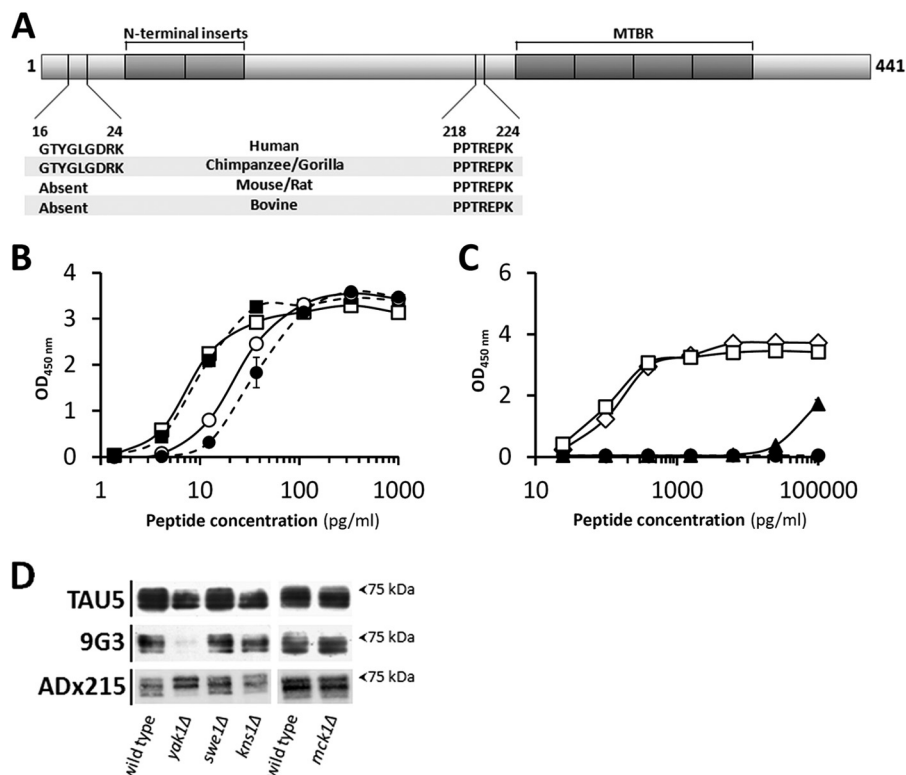 A
N-terminal inserts
MTBR
1
441
16 24
218 224
GTYGLGDRK Human PPTREPK
GTYGLGDRK Chimpanzee/Gorilla PPTREPK
Absent Mouse/Rat PPTREPK
Absent Bovine PPTREPK
B
4
3
2
1
0
OD450 nm
1 10 100 1000
Peptide concentration (pg/ml)
C
6
4
2
0
OD450 nm
10 1000 100000
Peptide concentration (pg/ml)
D
TAU5
75 kDa
9G3
75 kDa
ADx215
75 kDa
wild type
yak1Δ
swe1Δ
kns1Δ
wild type
mck1Δ